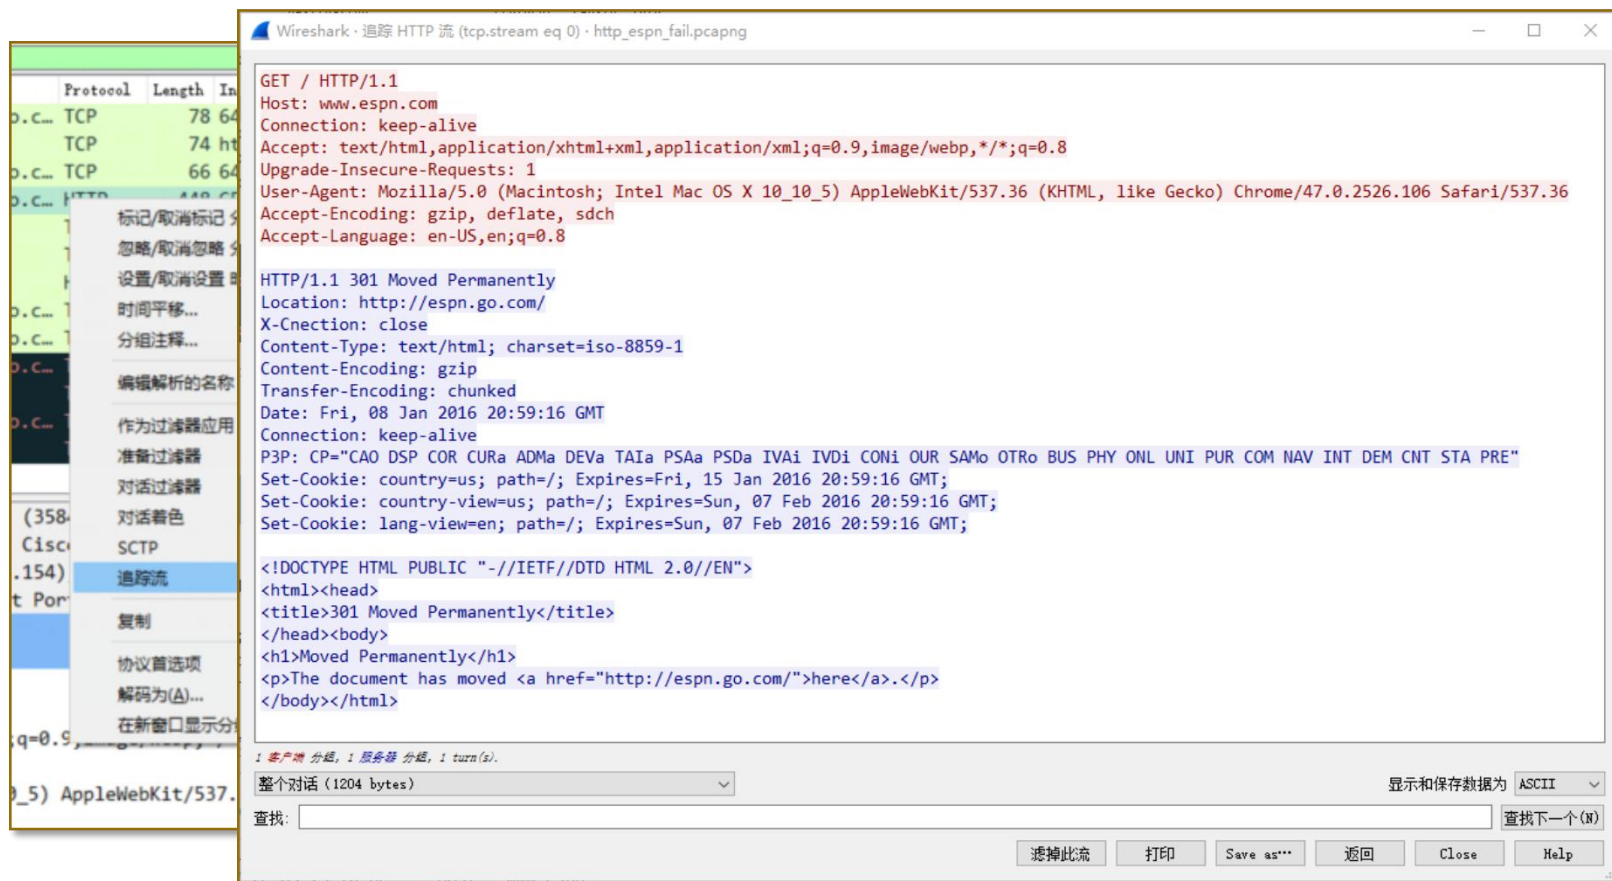 Wireshark · 追踪 HTTP 流 (tcp.stream eq 0) · http_espn_fail.pcapng
Protocol Length In
p.c… TCP 78 64
TCP 74 ht
p.c… TCP 66 64
p.c… HTTP
标记/取消标记
忽略/取消忽略
设置/取消设置
p.c… 时间平移…
p.c… 分组注释…
p.c…
编辑解析的名称
p.c… 作为过滤器应用
准备过滤器
对话过滤器
(358 对话着色
Cisc SCTP
.154) 追踪流
t Por
复制
协议首选项
解码为(A)…
在新窗口显示分
;q=0.9,image/webp,
_5) AppleWebKit/537.
GET / HTTP/1.1
Host: www.espn.com
Connection: keep-alive
Accept: text/html,application/xhtml+xml,application/xml;q=0.9,image/webp,*/*;q=0.8
Upgrade-Insecure-Requests: 1
User-Agent: Mozilla/5.0 (Macintosh; Intel Mac OS X 10_10_5) AppleWebKit/537.36 (KHTML, like Gecko) Chrome/47.0.2526.106 Safari/537.36
Accept-Encoding: gzip, deflate, sdch
Accept-Language: en-US,en;q=0.8
HTTP/1.1 301 Moved Permanently
Location: http://espn.go.com/
X-Cnection: close
Content-Type: text/html; charset=iso-8859-1
Content-Encoding: gzip
Transfer-Encoding: chunked
Date: Fri, 08 Jan 2016 20:59:16 GMT
Connection: keep-alive
P3P: CP="CAO DSP COR CURa ADMa DEVa TAIa PSAa PSDa IVAi IVDi CONi OUR SAMo OTRo BUS PHY ONL UNI PUR COM NAV INT DEM CNT STA PRE"
Set-Cookie: country=us; path=/; Expires=Fri, 15 Jan 2016 20:59:16 GMT;
Set-Cookie: country-view=us; path=/; Expires=Sun, 07 Feb 2016 20:59:16 GMT;
Set-Cookie: lang-view=en; path=/; Expires=Sun, 07 Feb 2016 20:59:16 GMT;
<!DOCTYPE HTML PUBLIC "-//IETF//DTD HTML 2.0//EN">
<html><head>
<title>301 Moved Permanently</title>
</head><body>
<h1>Moved Permanently</h1>
<p>The document has moved <a href="http://espn.go.com/">here</a>.</p>
</body></html>
1 客户端 分组, 1 服务器 分组, 1 turn(s).
整个对话 (1204 bytes) 显示和保存数据为 ASCII
查找: 查找下一个(N)
滤掉此流 打印 Save as… 返回 Close Help